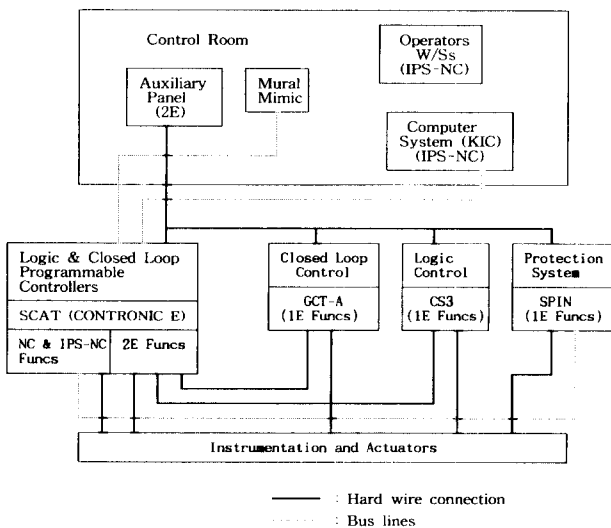 Control Room
Operators
W/Ss
(IPS-NC)
Auxiliary
Panel
(2E)
Mural
Mimic
Computer
System (KIC)
(IPS-NC)
Logic & Closed Loop
Programmable
Controllers
SCAT (CONTRONIC E)
NC & IPS-NC
Funcs
2E Funcs
Closed Loop
Control
GCT-A
(1E Funcs)
Logic
Control
CS3
(1E Funcs)
Protection
System
SPIN
(1E Funcs)
Instrumentation and Actuators
: Hard wire connection
: Bus lines